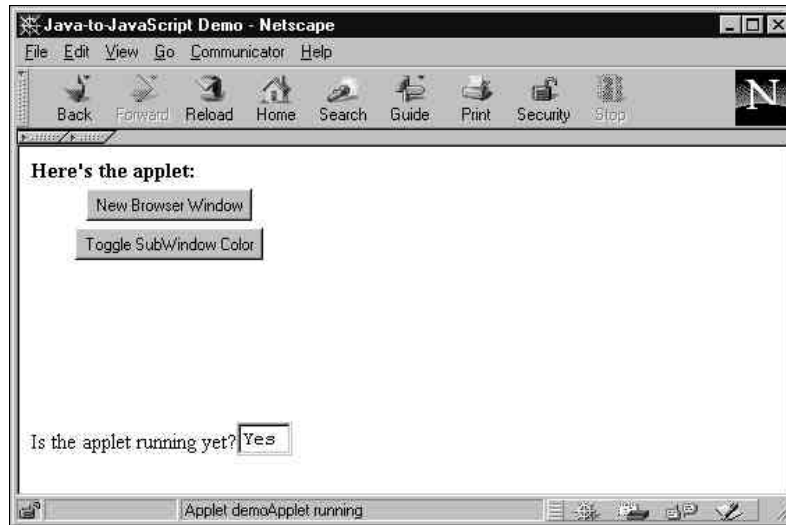 Java-to-JavaScript Demo - Netscape
File Edit View Go Communicator Help
Back Forward Reload Home Search Guide Print Security Stop
N
Here's the applet:
New Browser Window
Toggle SubWindow Color
Is the applet running yet? Yes
Applet demoApplet running